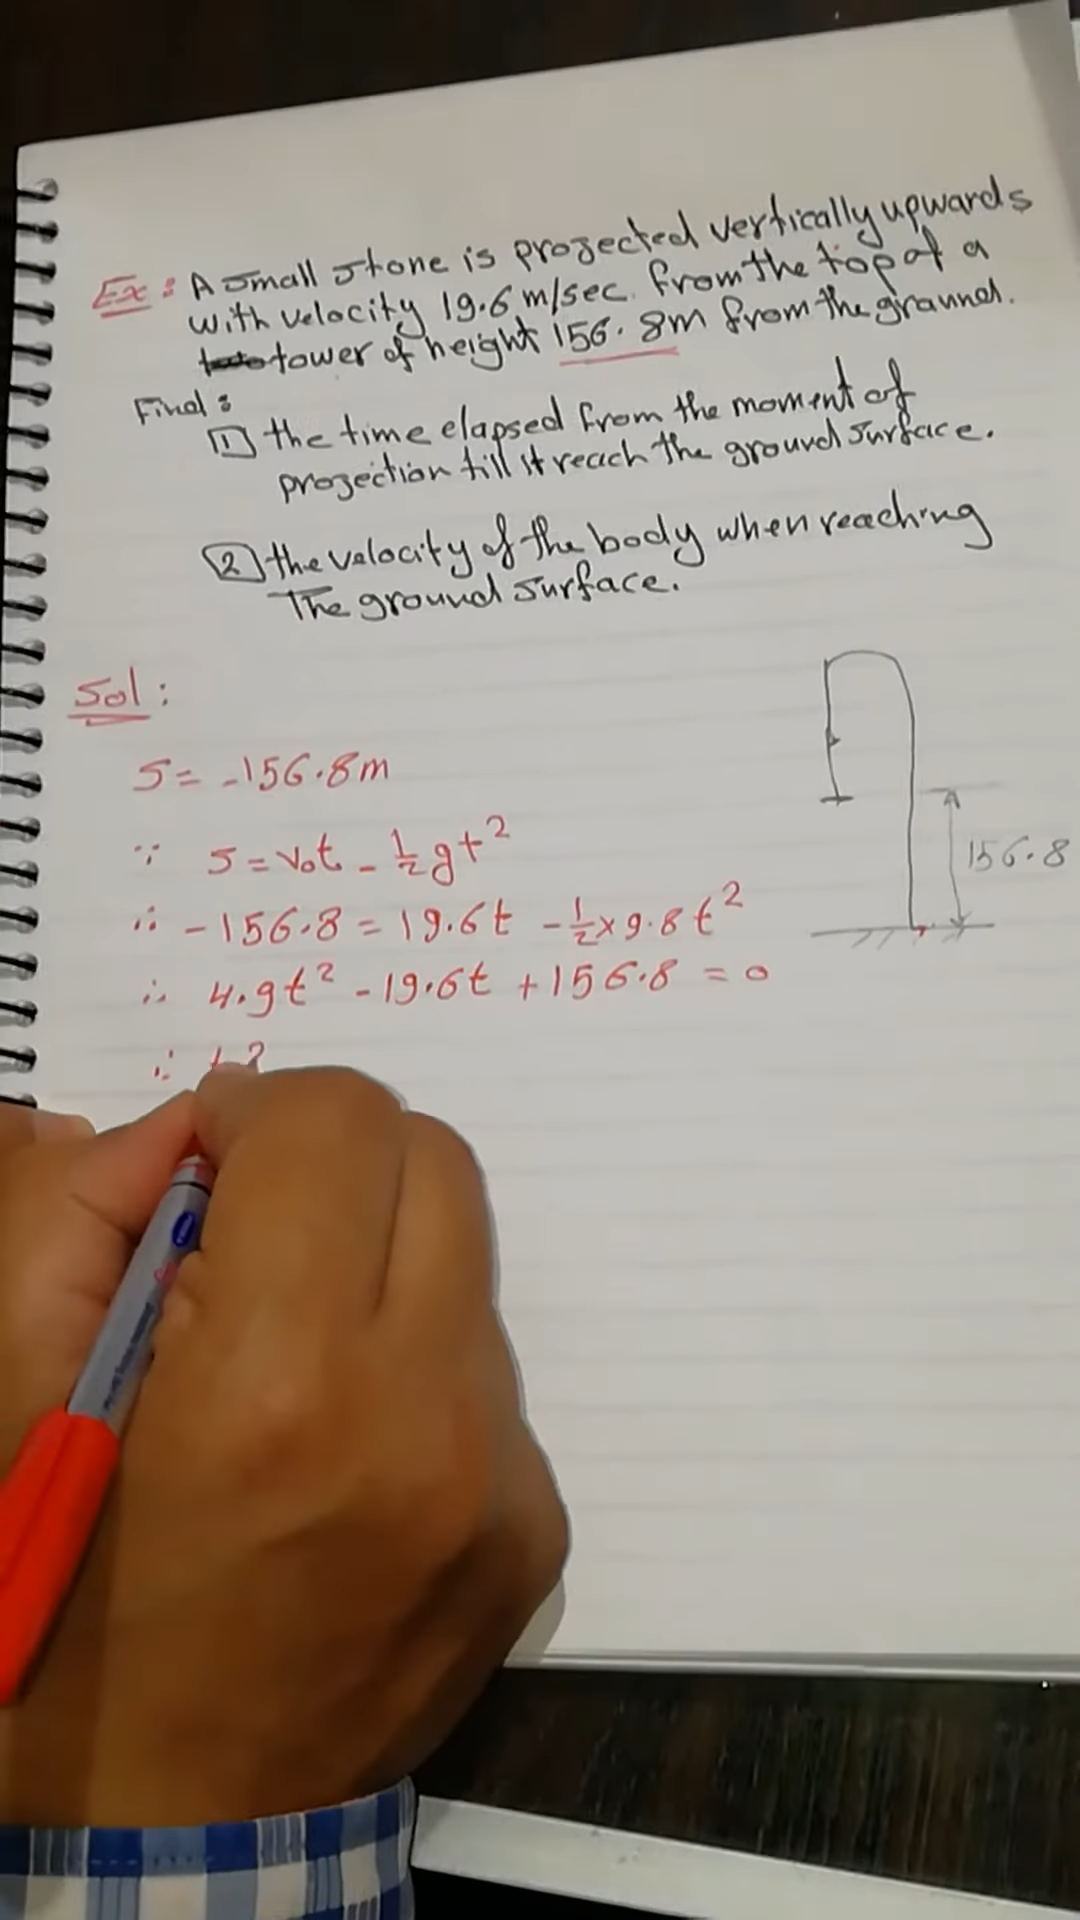 Ex: A small stone is projected vertically upwards
with velocity 19.6 m/sec. from the top of a
tower of height 156.8m from the ground.
Find:
1 the time elapsed from the moment of
projection till it reach the ground surface.
2 the velocity of the body when reaching
The ground surface.
Sol:
S = -156.8m
∵ S = V₀t - ½gt²
∴ -156.8 = 19.6t - ½ × 9.8t²
∴ 4.9t² - 19.6t + 156.8 = 0
∴ t²
156.8